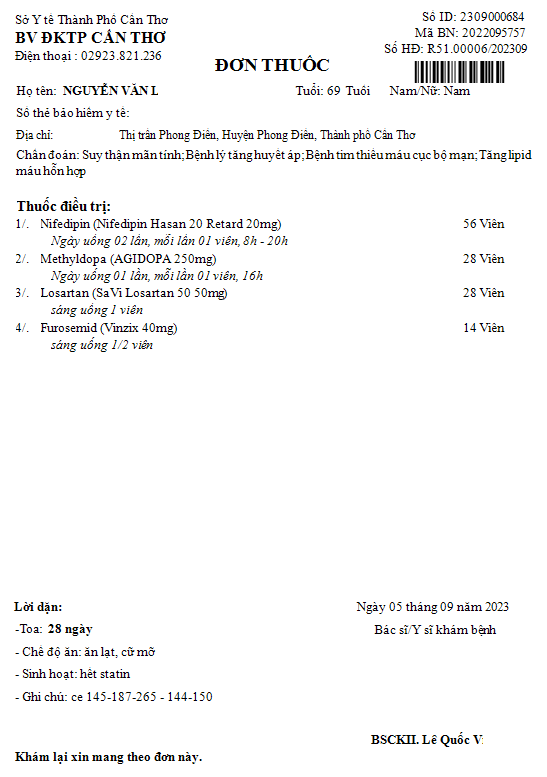 Sở Y tế Thành Phố Cần Thơ
Số ID: 2309000684
BV ĐKTP CẦN THƠ
Mã BN: 2022095757
Điện thoại : 02923.821.236
Số HĐ: R51.00006/202309
ĐƠN THUỐC
Họ tên: NGUYỄN VĂN L
Tuổi: 69 Tuổi Nam/Nữ: Nam
Số thẻ bảo hiểm y tế:
Địa chỉ: Thị trấn Phong Điền, Huyện Phong Điền, Thành phố Cần Thơ
Chẩn đoán: Suy thận mãn tính; Bệnh lý tăng huyết áp; Bệnh tim thiếu máu cục bộ mạn; Tăng lipid
máu hỗn hợp
Thuốc điều trị:
1/. Nifedipin (Nifedipin Hasan 20 Retard 20mg) 56 Viên
Ngày uống 02 lần, mỗi lần 01 viên, 8h - 20h
2/. Methyldopa (AGIDOPA 250mg) 28 Viên
Ngày uống 01 lần, mỗi lần 01 viên, 16h
3/. Losartan (SaVi Losartan 50 50mg) 28 Viên
sáng uống 1 viên
4/. Furosemid (Vinzix 40mg) 14 Viên
sáng uống 1/2 viên
Lời dặn:
Ngày 05 tháng 09 năm 2023
-Toa: 28 ngày
Bác sĩ/Y sĩ khám bệnh
- Chế độ ăn: ăn lạt, cữ mỡ
- Sinh hoạt: hết statin
- Ghi chú: ce 145-187-265 - 144-150
BSCKII. Lê Quốc V
Khám lại xin mang theo đơn này.